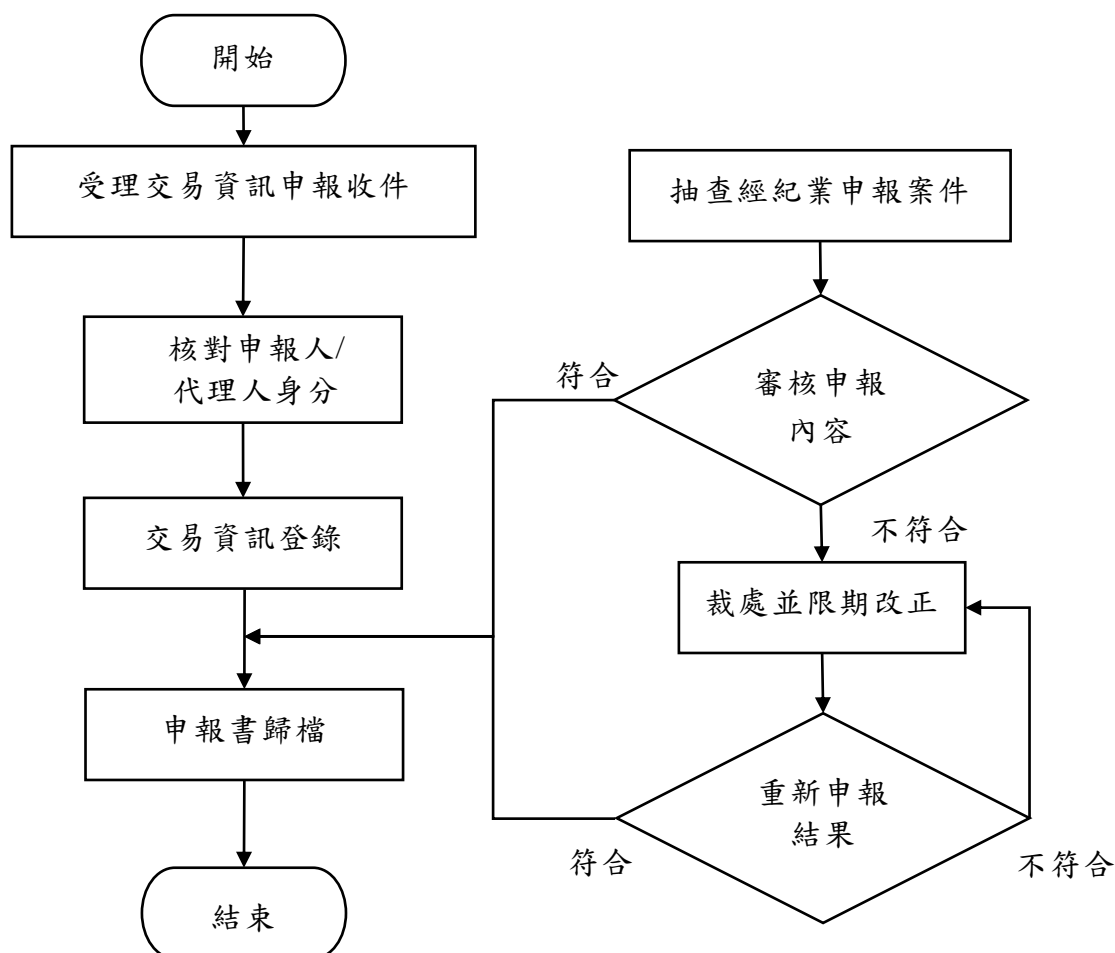 開始
受理交易資訊申報收件
核對申報人/
代理人身分
交易資訊登錄
申報書歸檔
結束
抽查經紀業申報案件
符合
審核申報
內容
不符合
裁處並限期改正
重新申報
結果
符合
不符合